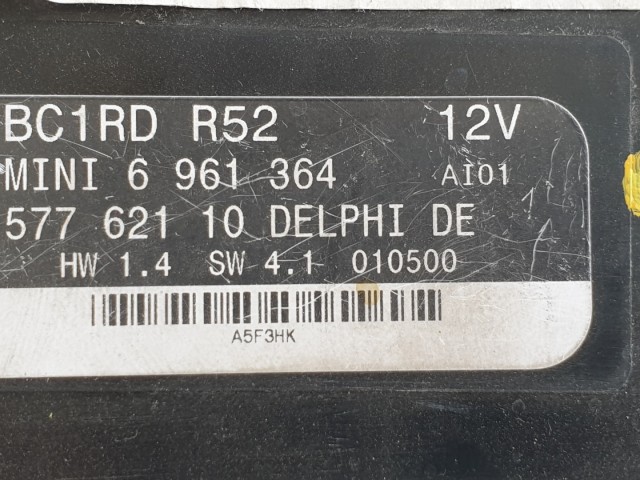 BC1RD R52 12V
MINI 6 961 364 AI01
577 621 10 DELPHI DE
HW 1.4 SW 4.1 010500
A5F3HK